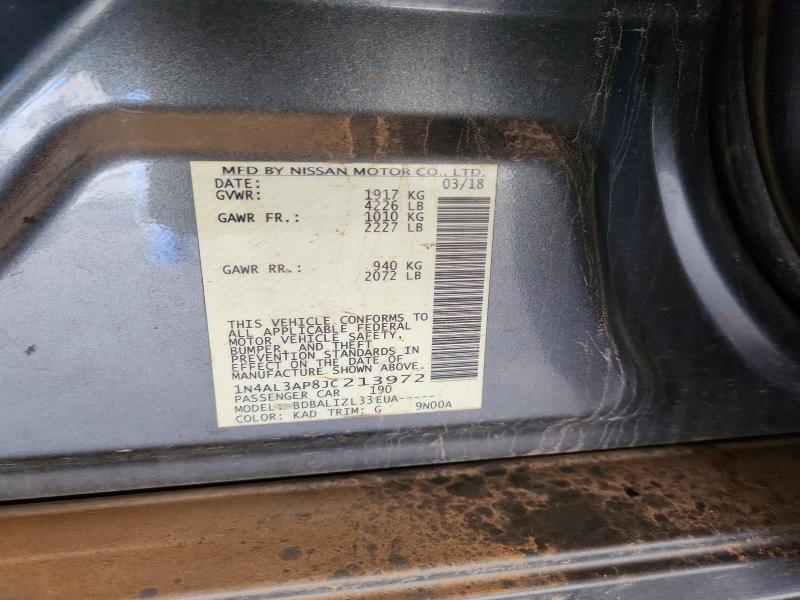 MFD BY NISSAN MOTOR CO., LTD.
DATE: 03/18
GVWR: 1917 KG
4226 LB
GAWR FR.: 1010 KG
2227 LB
GAWR RR.: 940 KG
2072 LB
THIS VEHICLE CONFORMS TO
ALL APPLICABLE FEDERAL
MOTOR VEHICLE SAFETY,
BUMPER, AND THEFT
PREVENTION STANDARDS IN
EFFECT ON THE DATE OF
MANUFACTURE SHOWN ABOVE.
1N4AL3AP8JC213972
PASSENGER CAR 190
MODEL: BDBALIZL33EUA-----
COLOR: KAD TRIM: G 9N00A